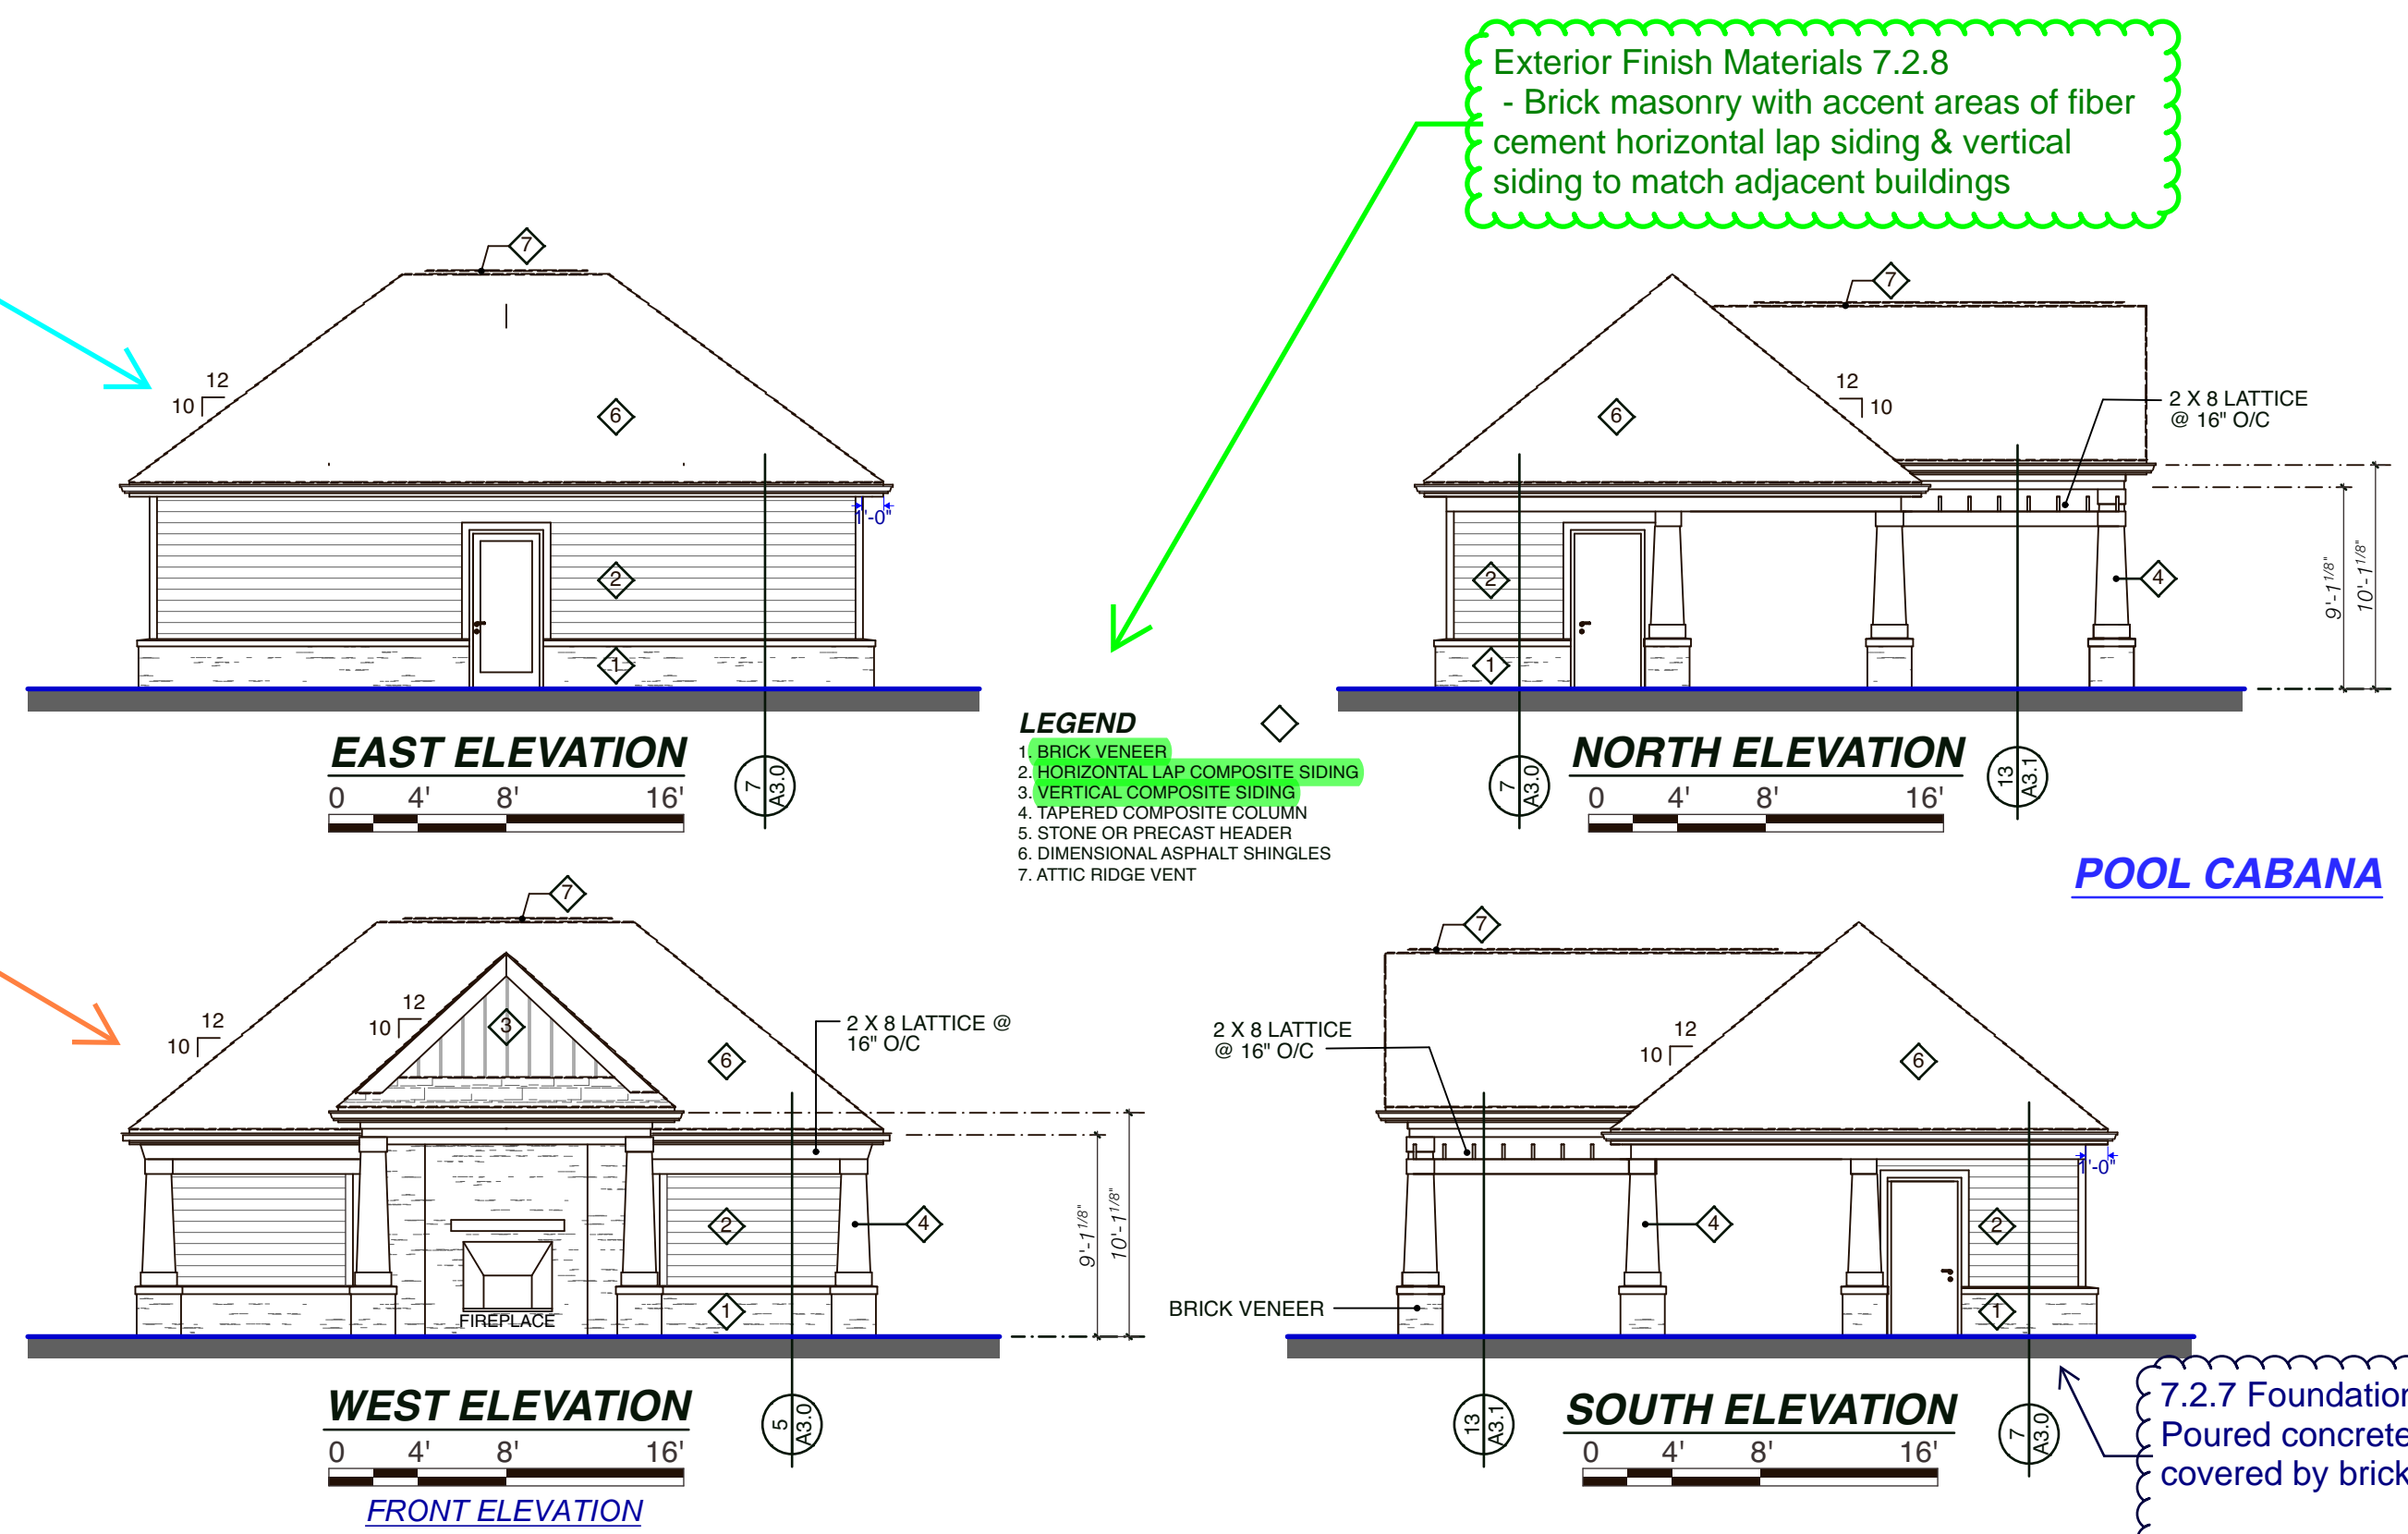 Exterior Finish Materials 7.2.8
- Brick masonry with accent areas of fiber
cement horizontal lap siding & vertical
siding to match adjacent buildings
7
12
10
6
1'-0"
2
1
EAST ELEVATION
0 4' 8' 16'
7
A3.0
7
12
10
6
2 X 8 LATTICE
@ 16" O/C
2
4
1
9'-1 1/8"
10'-1 1/8"
NORTH ELEVATION
0 4' 8' 16'
7
A3.0
13
A3.1
LEGEND
1. BRICK VENEER
2. HORIZONTAL LAP COMPOSITE SIDING
3. VERTICAL COMPOSITE SIDING
4. TAPERED COMPOSITE COLUMN
5. STONE OR PRECAST HEADER
6. DIMENSIONAL ASPHALT SHINGLES
7. ATTIC RIDGE VENT
POOL CABANA
7
12
10
12
10
3
6
2 X 8 LATTICE @
16" O/C
2
4
1
FIREPLACE
9'-1 1/8"
10'-1 1/8"
WEST ELEVATION
0 4' 8' 16'
5
A3.0
FRONT ELEVATION
7
2 X 8 LATTICE
@ 16" O/C
12
10
6
1'-0"
4
2
BRICK VENEER
1
SOUTH ELEVATION
0 4' 8' 16'
13
A3.1
7
A3.0
7.2.7 Foundation
Poured concrete
covered by brick